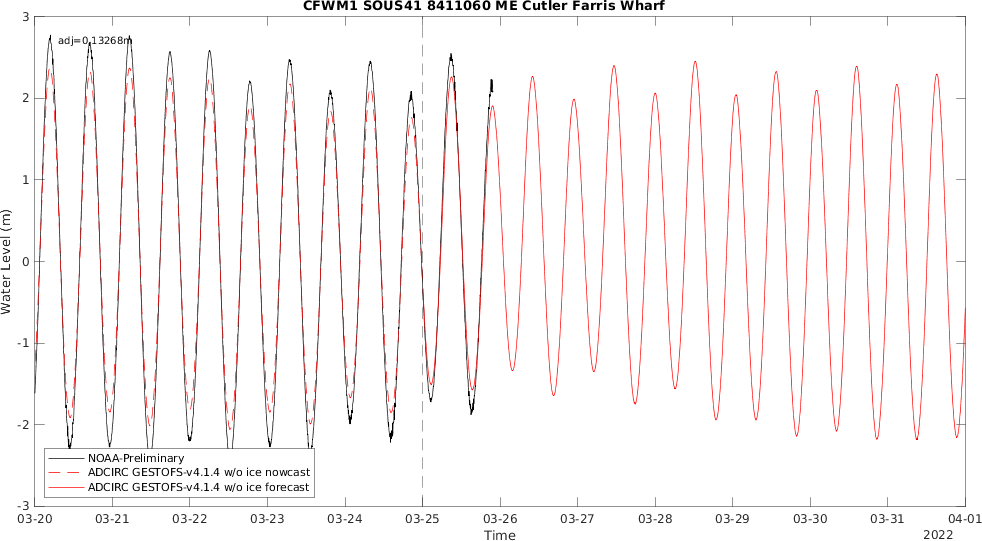 CFWM1 SOUS41 8411060 ME Cutler Farris Wharf
adj=0.13268m
3
2
1
0
-1
-2
-3
Water Level (m)
NOAA-Preliminary
ADCIRC GESTOFS-v4.1.4 w/o ice nowcast
ADCIRC GESTOFS-v4.1.4 w/o ice forecast
03-20 03-21 03-22 03-23 03-24 03-25 03-26 03-27 03-28 03-29 03-30 03-31 04-01
Time
2022